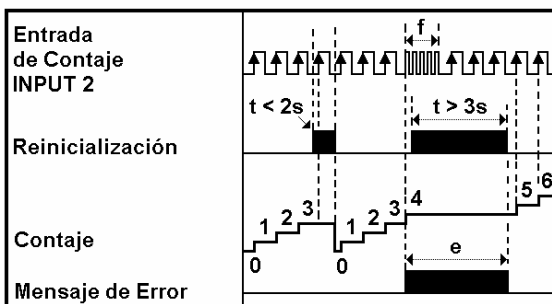 Entrada
de Contaje
INPUT 2
f
t < 2s
t > 3s
Reinicialización
Contaje
0
1
2
3
0
1
2
3
4
5
6
e
Mensaje de Error